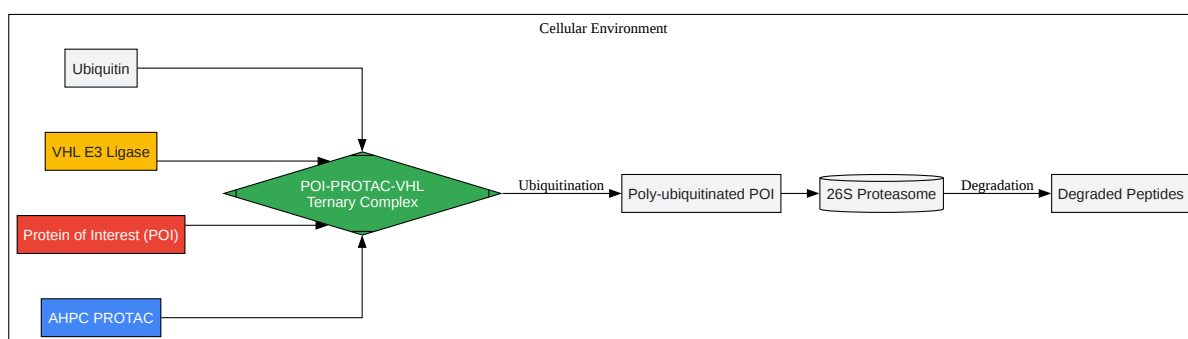 Cellular Environment
Ubiquitin
VHL E3 Ligase
Protein of Interest (POI)
AHPC PROTAC
POI-PROTAC-VHL
Ternary Complex
Ubiquitination
Poly-ubiquitinated POI
26S Proteasome
Degradation
Degraded Peptides